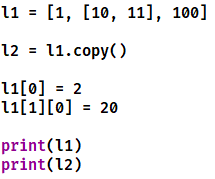 l1 = [1, [10, 11], 100]
l2 = l1.copy()
l1[0] = 2
l1[1][0] = 20
print(l1)
print(l2)